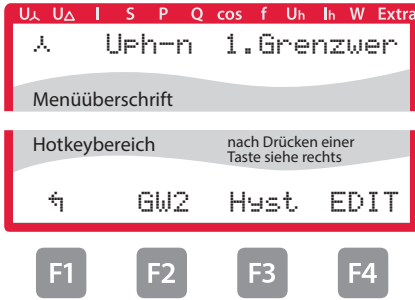 U⅄ U△ I S P Q cos f Uh Ih W Extra
⅄ UPh-n 1.Grenzwer
Menüüberschrift
Hotkeybereich
nach Drücken einer
Taste siehe rechts
↰ GW2 Hyst. EDIT
F1 F2 F3 F4